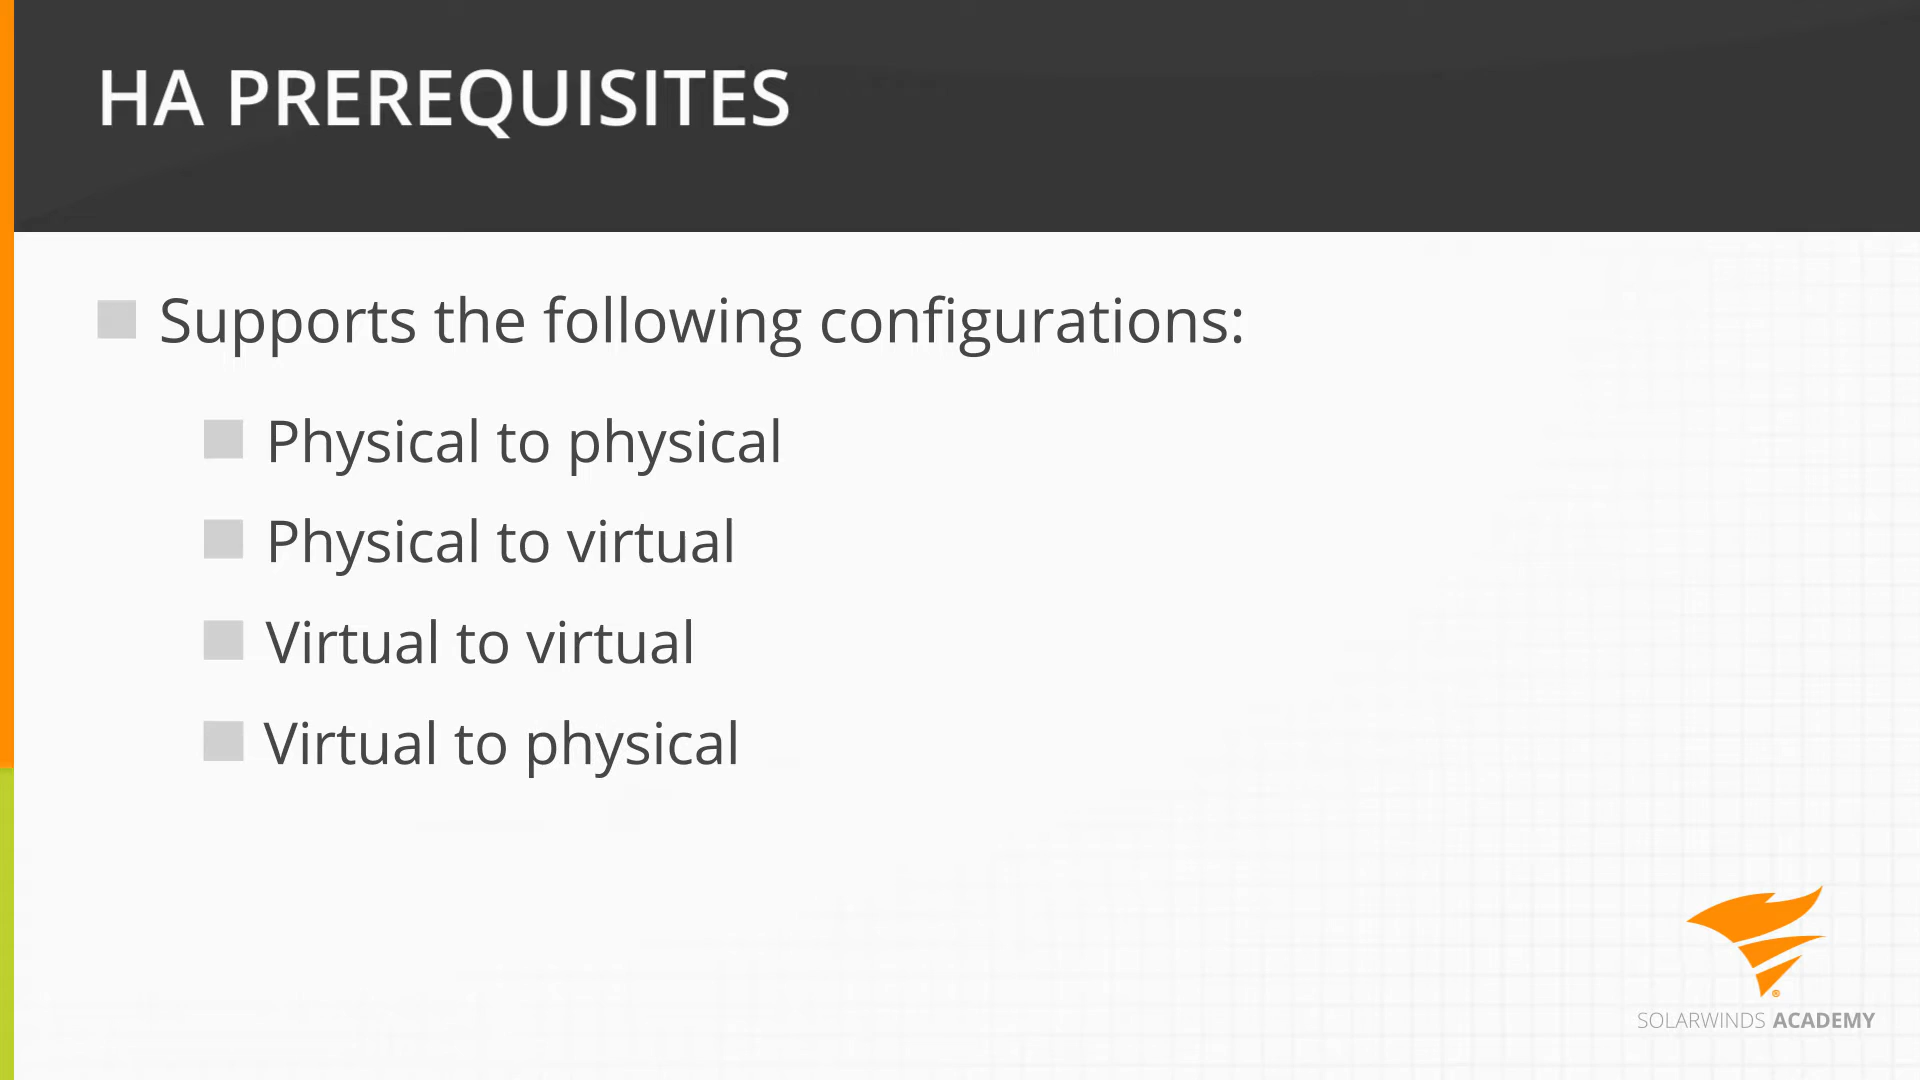 HA PREREQUISITES
Supports the following configurations:
Physical to physical
Physical to virtual
Virtual to virtual
Virtual to physical
SOLARWINDS ACADEMY